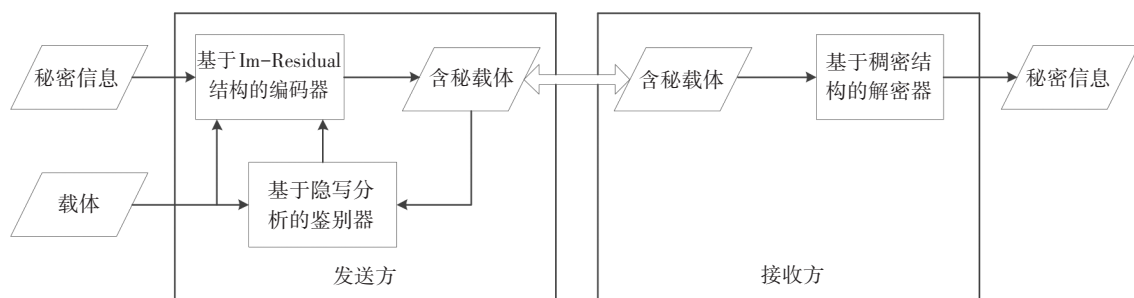 秘密信息
基于Im-Residual
结构的编码器
含秘载体
含秘载体
基于稠密结
构的解密器
秘密信息
载体
基于隐写分
析的鉴别器
发送方
接收方